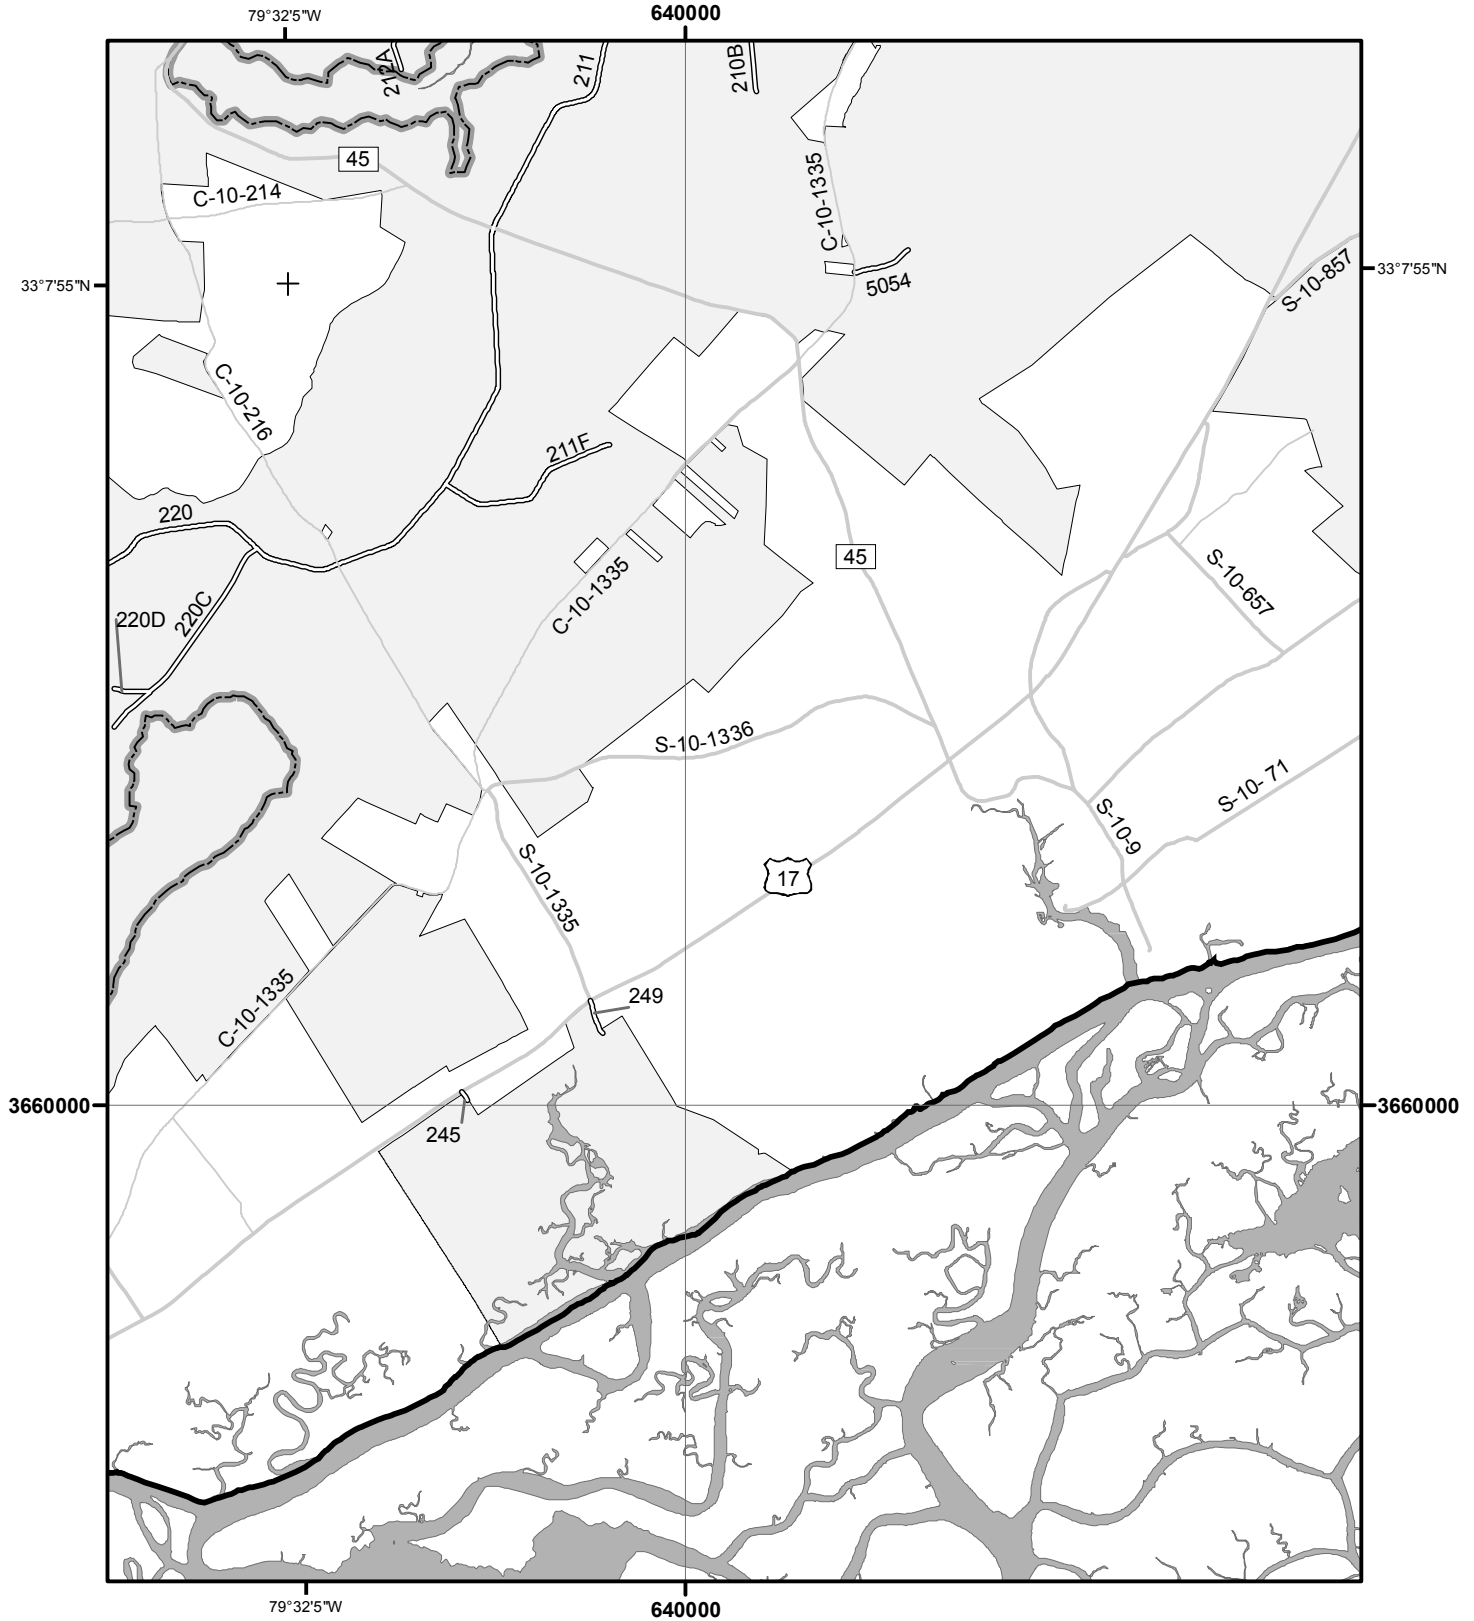 79°32'5"W
640000
212A
211
210B
45
C-10-214
C-10-1335
5054
S-10-857
33°7'55"N
33°7'55"N
C-10-216
211F
220
45
S-10-657
C-10-1335
220C
220D
S-10-1336
S-10- 71
S-10-9
S-10-1335
17
249
C-10-1335
3660000
3660000
245
79°32'5"W
640000